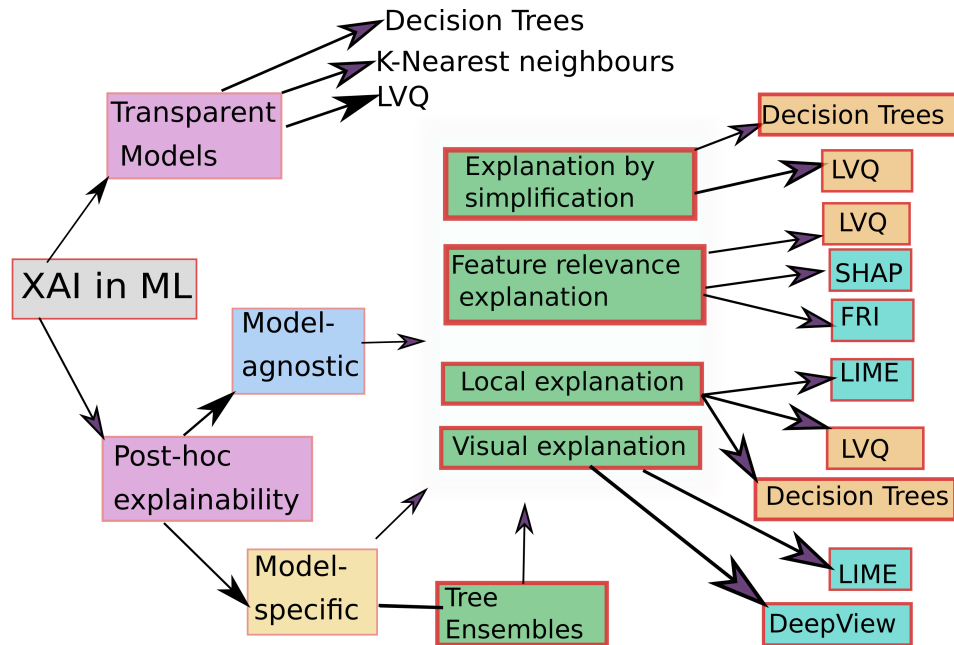 Decision Trees
K-Nearest neighbours
LVQ
Transparent
Models
XAI in ML
Model-
agnostic
Post-hoc
explainability
Model-
specific
Tree
Ensembles
Explanation by
simplification
Feature relevance
explanation
Local explanation
Visual explanation
Decision Trees
LVQ
LVQ
SHAP
FRI
LIME
LVQ
Decision Trees
LIME
DeepView